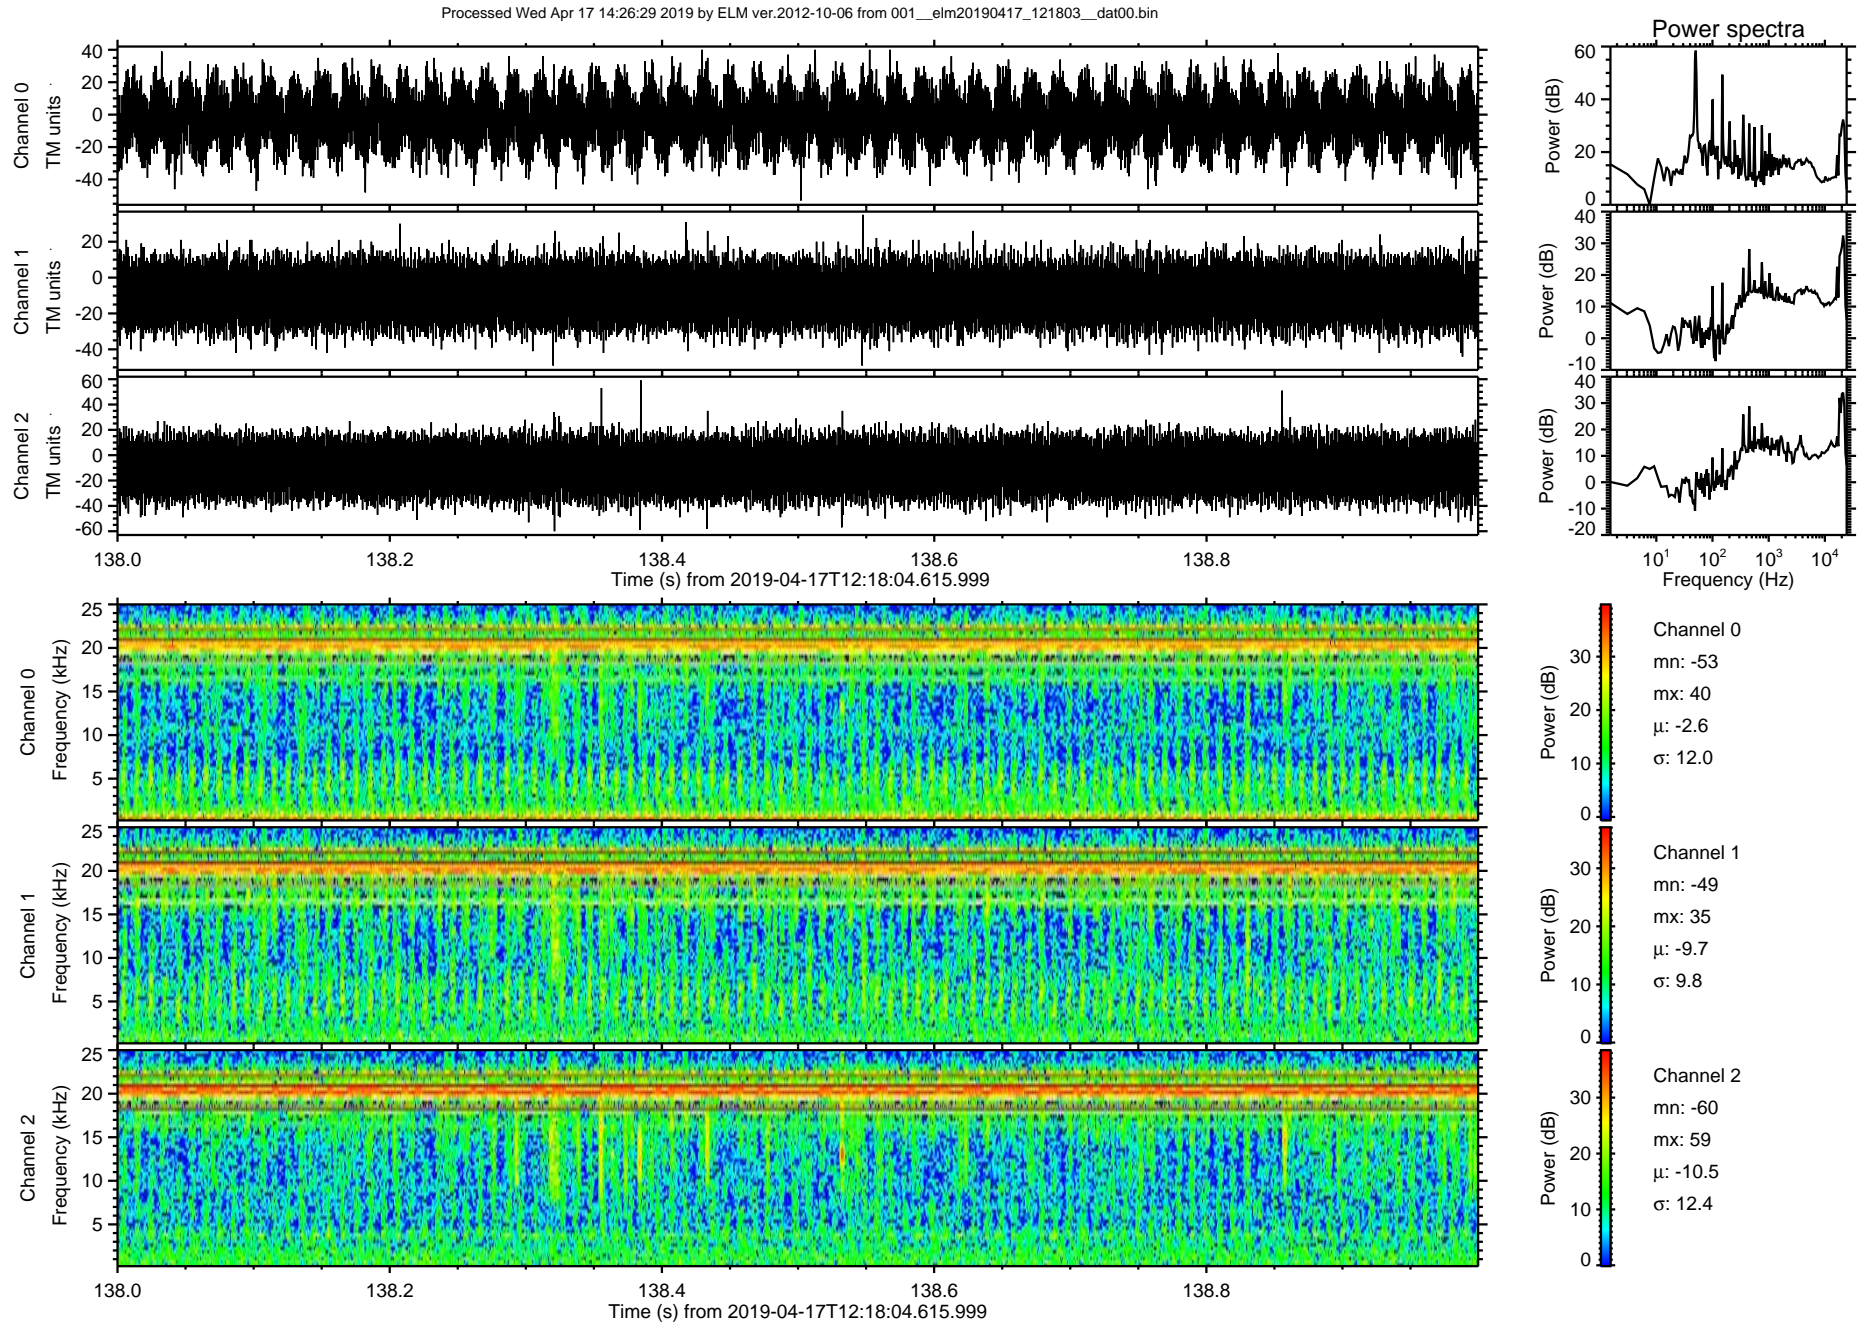 Processed Wed Apr 17 14:26:29 2019 by ELM ver.2012-10-06 from 001__elm20190417_121803__dat00.bin
Power spectra
Channel 0
TM units
40
20
0
-20
-40
Power (dB)
60
40
20
0
Channel 1
TM units
20
0
-20
-40
Power (dB)
40
30
20
10
0
-10
Channel 2
TM units
60
40
20
0
-20
-40
-60
Power (dB)
40
30
20
10
0
-10
-20
138.0 138.2 138.4 138.6 138.8
Time (s) from 2019-04-17T12:18:04.615.999
10^1 10^2 10^3 10^4
Frequency (Hz)
Channel 0
Frequency (kHz)
25
20
15
10
5
Power (dB)
30
20
10
0
Channel 0
mn: -53
mx: 40
μ: -2.6
σ: 12.0
Channel 1
Frequency (kHz)
25
20
15
10
5
Power (dB)
30
20
10
0
Channel 1
mn: -49
mx: 35
μ: -9.7
σ: 9.8
Channel 2
Frequency (kHz)
25
20
15
10
5
Power (dB)
30
20
10
0
Channel 2
mn: -60
mx: 59
μ: -10.5
σ: 12.4
138.0 138.2 138.4 138.6 138.8
Time (s) from 2019-04-17T12:18:04.615.999